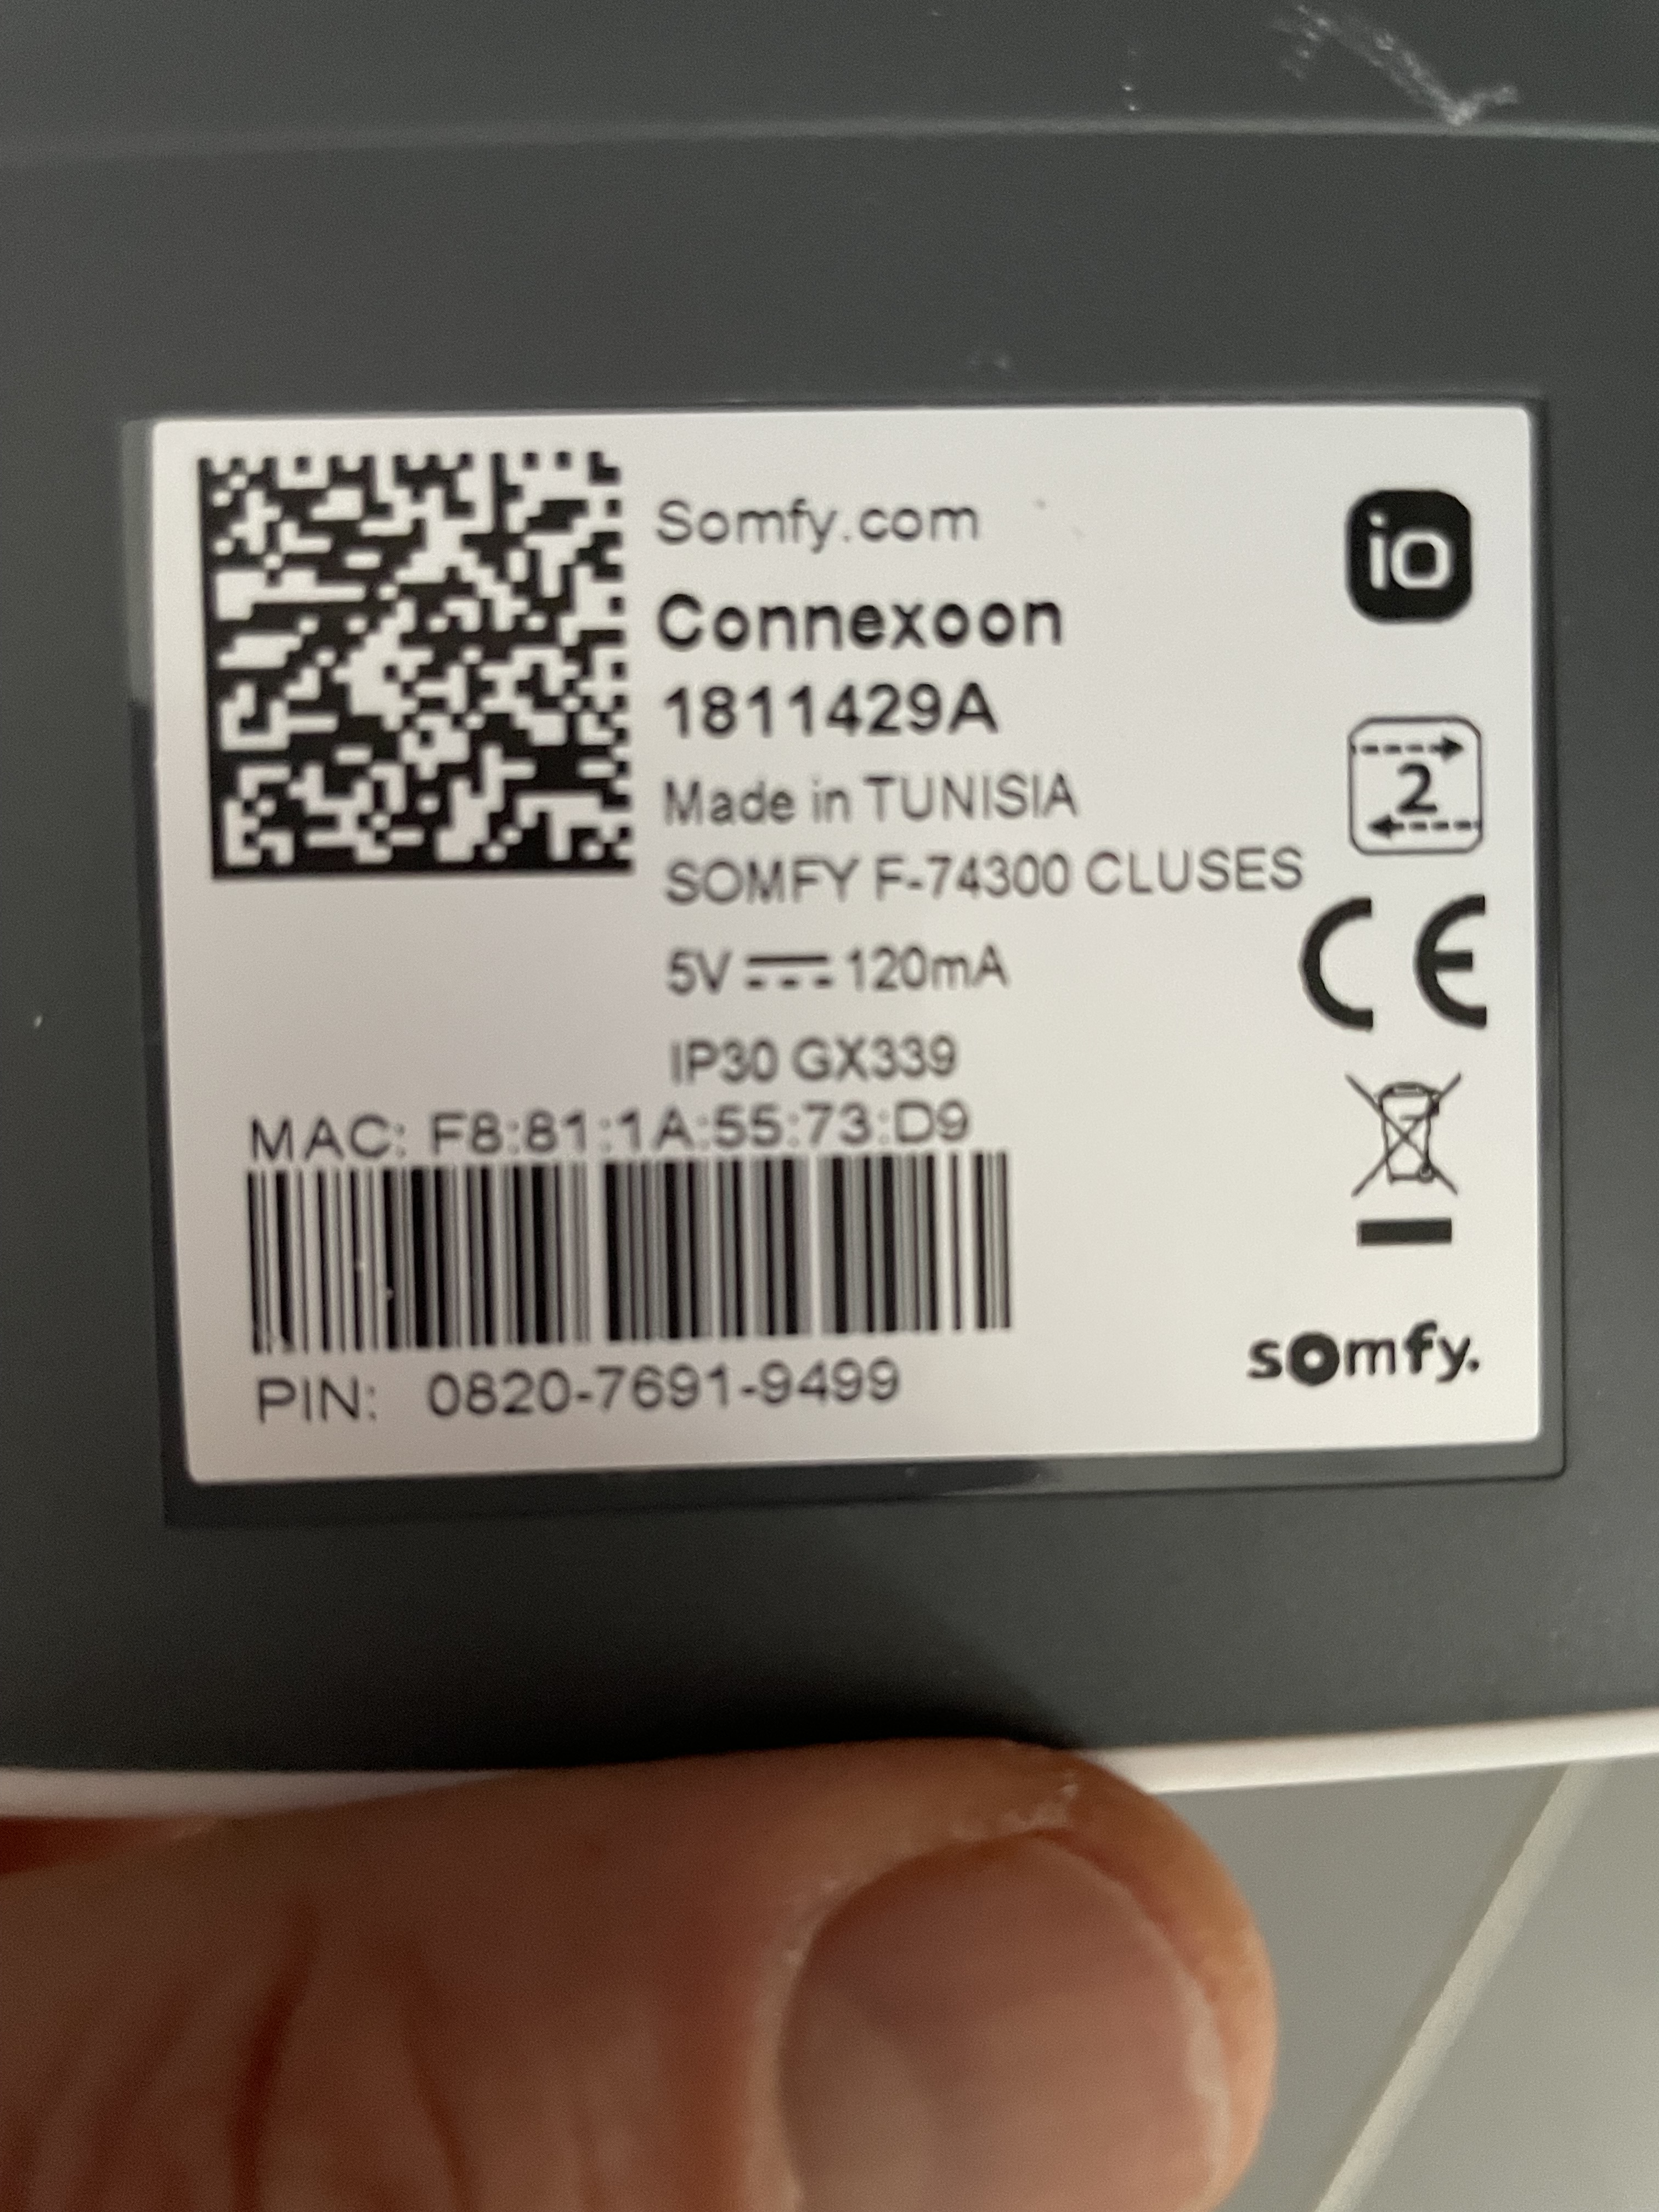 Somfy.com
io
Connexoon
1811429A
2
Made in TUNISIA
SOMFY F-74300 CLUSES
CE
5V 120mA
IP30 GX339
MAC: F8:81:1A:55:73:D9
PIN: 0820-7691-9499
somfy.